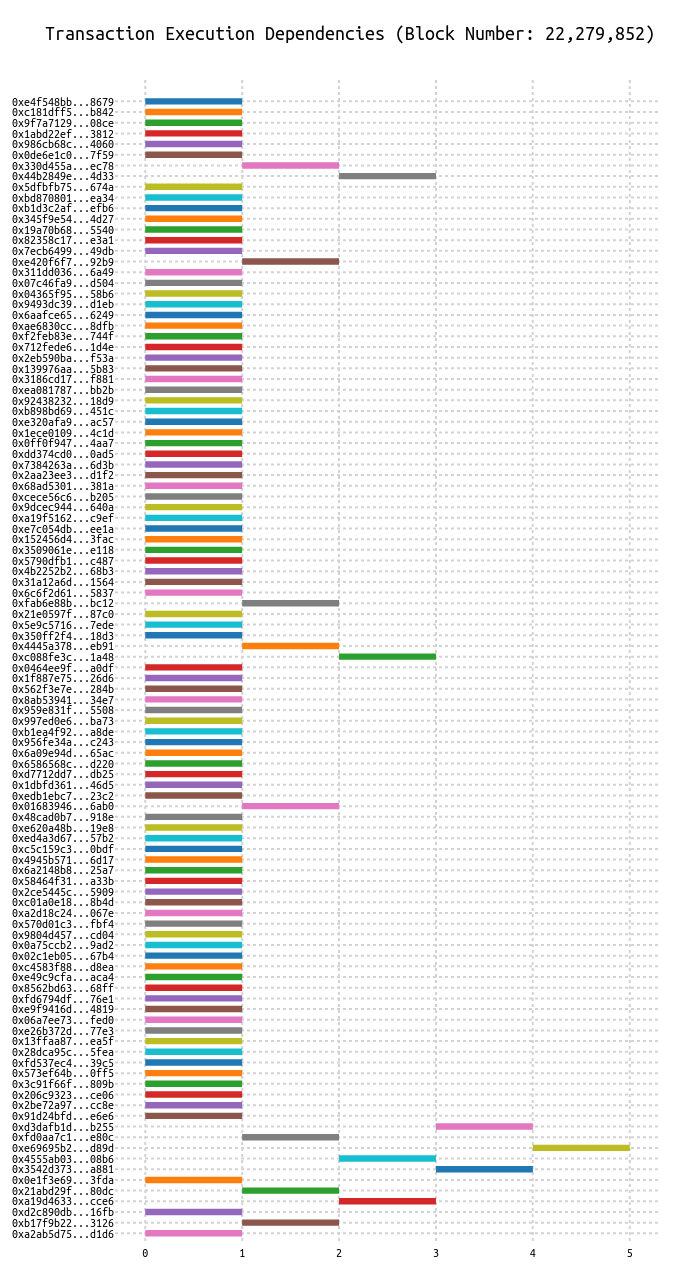 Transaction Execution Dependencies (Block Number: 22,279,852)
0xe4f548bb...8679
0xc181dff5...b842
0x9f7a7129...08ce
0x1abd22ef...3812
0x986cb68c...4060
0x0de6e1c0...7f59
0x330d455a...ec78
0x44b2849e...4d33
0x5dfbfb75...674a
0xbd870801...ea34
0xb1d3c2af...efb6
0x345f9e54...4d27
0x19a70b68...5540
0x82358c17...e3a1
0x7ecb6499...49db
0xe420f6f7...92b9
0x311dd036...6a49
0x07c46fa9...d504
0x04365f95...58b6
0x9493dc39...d1eb
0x6aafce65...6249
0xae6830cc...8dfb
0xf2feb83e...744f
0x712fede6...1d4e
0x2eb590ba...f53a
0x139976aa...5b83
0x3186cd17...f881
0xea081787...bb2b
0x92438232...18d9
0xb898bd69...451c
0xe320afa9...ac57
0x1ece0109...4c1d
0x0ff0f947...4aa7
0xdd374cd0...0ad5
0x7384263a...6d3b
0x2aa23ee3...d1f2
0x68ad5301...381a
0xcece56c6...b205
0x9dcec944...640a
0xa19f5162...c9ef
0xe7c054db...ee1a
0x152456d4...3fac
0x3509061e...e118
0x5790dfb1...c487
0x4b2252b2...68b3
0x31a12a6d...1564
0x6c6f2d61...5837
0xfab6e88b...bc12
0x21e0597f...87c0
0x5e9c5716...7ede
0x350ff2f4...18d3
0x4445a378...eb91
0xc088fe3c...1a48
0x0464ee9f...a0df
0x1f887e75...26d6
0x562f3e7e...284b
0x8ab53941...34e7
0x959e831f...5508
0x997ed0e6...ba73
0xb1ea4f92...a8de
0x956fe34a...c243
0x6a09e94d...65ac
0x6586568c...d220
0xd7712dd7...db25
0x1dbfd361...46d5
0xedb1ebc7...23c2
0x01683946...6ab0
0x48cad0b7...918e
0xe620a48b...19e8
0xed4a3d67...57b2
0xc5c159c3...0bdf
0x4945b571...6d17
0x6a2148b8...25a7
0x58464f31...a33b
0x2ce5445c...5909
0xc01a0e18...8b4d
0xa2d18c24...067e
0x570d01c3...fbf4
0x9804d457...cd04
0x0a75ccb2...9ad2
0x02c1eb05...67b4
0xc4583f88...d8ea
0xe49c9cfa...aca4
0x8562bd63...68ff
0xfd6794df...76e1
0xe9f9416d...4819
0x06a7ee73...fed0
0xe26b372d...77e3
0x13ffaa87...ea5f
0x28dca95c...5fea
0xfd537ec4...39c5
0x573ef64b...0ff5
0x3c91f66f...809b
0x206c9323...ce06
0x2be72a97...cc8e
0x91d24bfd...e6e6
0xd3dafb1d...b255
0xfd0aa7c1...e80c
0xe69695b2...d89d
0x4555ab03...08b6
0x3542d373...a881
0x0e1f3e69...3fda
0x21abd29f...80dc
0xa19d4633...cce6
0xd2c890db...16fb
0xb17f9b22...3126
0xa2ab5d75...d1d6
0 1 2 3 4 5